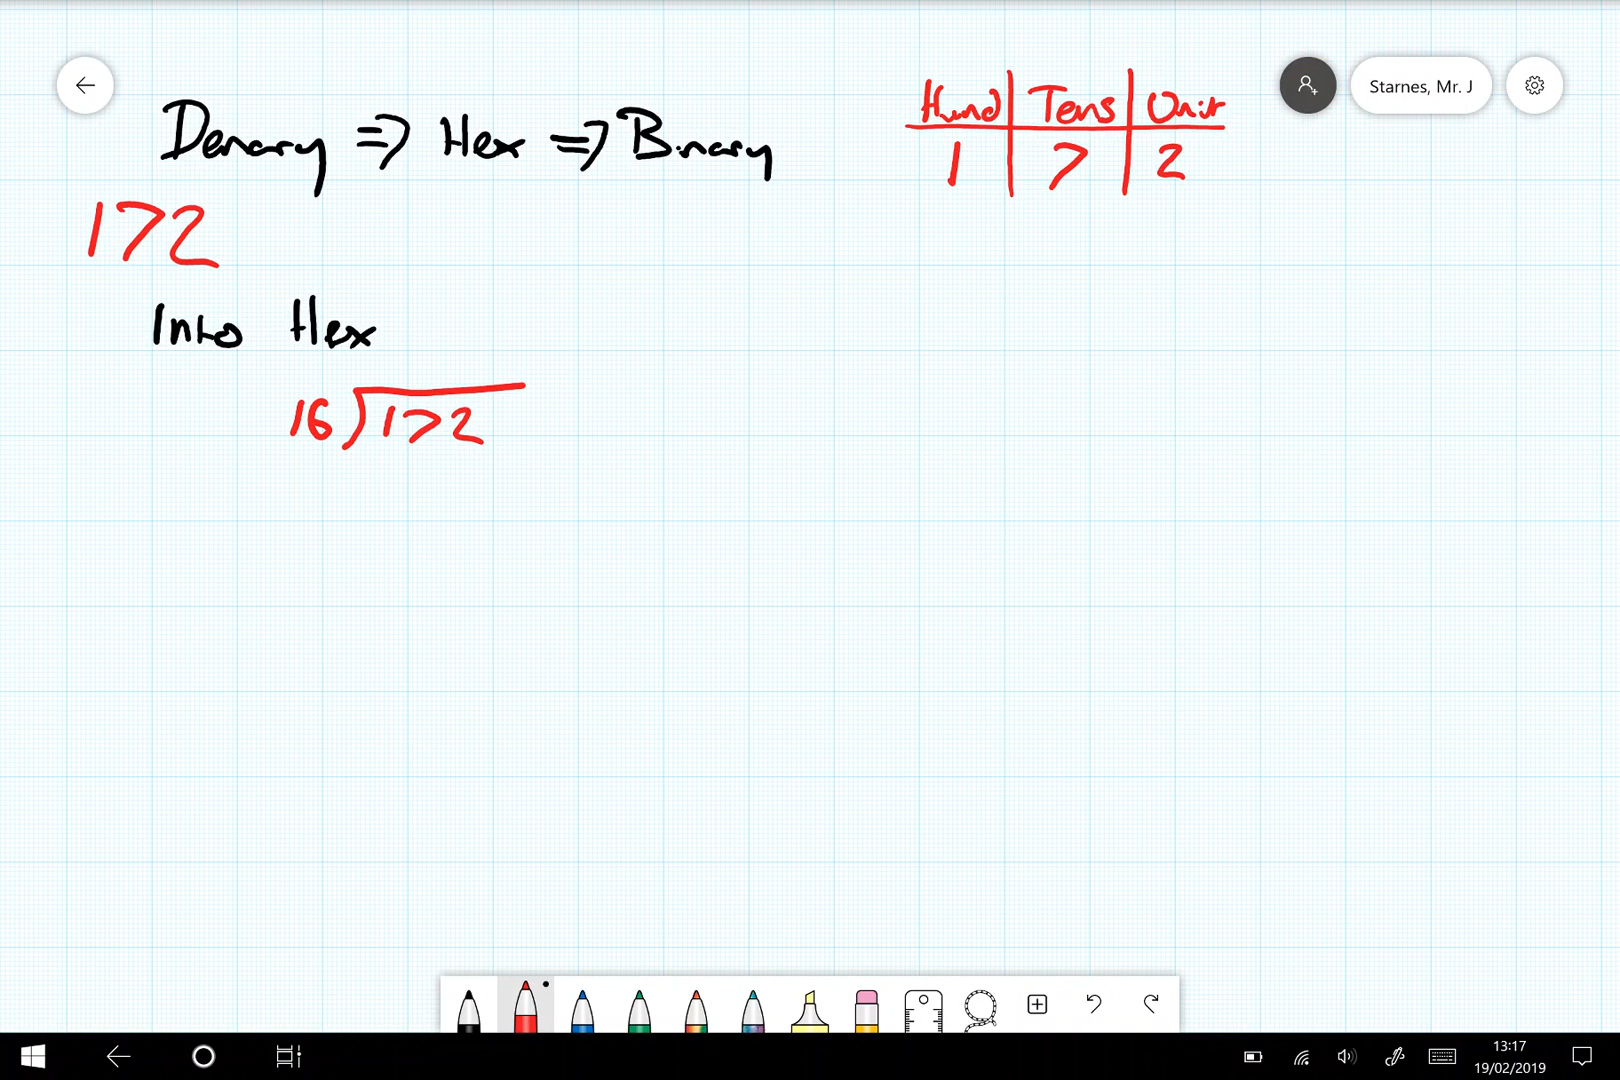 Starnes, Mr. J
Hund Tens Unit
1 7 2
Denary => Hex => Binary
172
Into Hex
16 172
13:17
19/02/2019